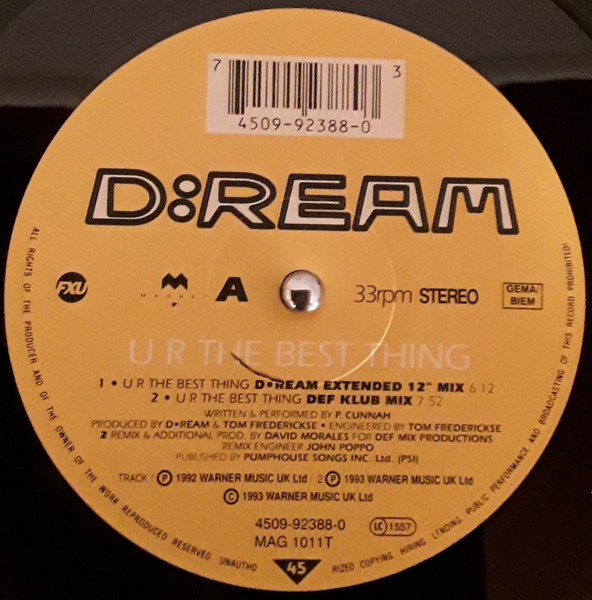 7 3
4509-92388-0
D:REAM
FXU
MAGNET
A
33rpm STEREO
GEMA/
BIEM
U R THE BEST THING
1 • U R THE BEST THING D•REAM EXTENDED 12" MIX 6 12
2 • U R THE BEST THING DEF KLUB MIX 7 52
WRITTEN & PERFORMED BY P. CUNNAH
PRODUCED BY D•REAM & TOM FREDERICKSE • ENGINEERED BY TOM FREDERICKSE
2 REMIX & ADDITIONAL PROD. BY DAVID MORALES FOR DEF MIX PRODUCTIONS
REMIX ENGINEER JOHN POPPO
PUBLISHED BY PUMPHOUSE SONGS INC. Ltd. (PSI)
TRACK 1 Ⓟ 1992 WARNER MUSIC UK Ltd / 2 Ⓟ 1993 WARNER MUSIC UK Ltd
© 1993 WARNER MUSIC UK Ltd
4509-92388-0
LC 1557
MAG 1011T
45
ALL RIGHTS OF THE PRODUCER AND OF THE OWNER OF THE WORK REPRODUCED RESERVED UNAUTHO RIZED COPYING, HIRING, LENDING, PUBLIC PERFORMANCE AND BROADCASTING OF THIS RECORD PROHIBITED!